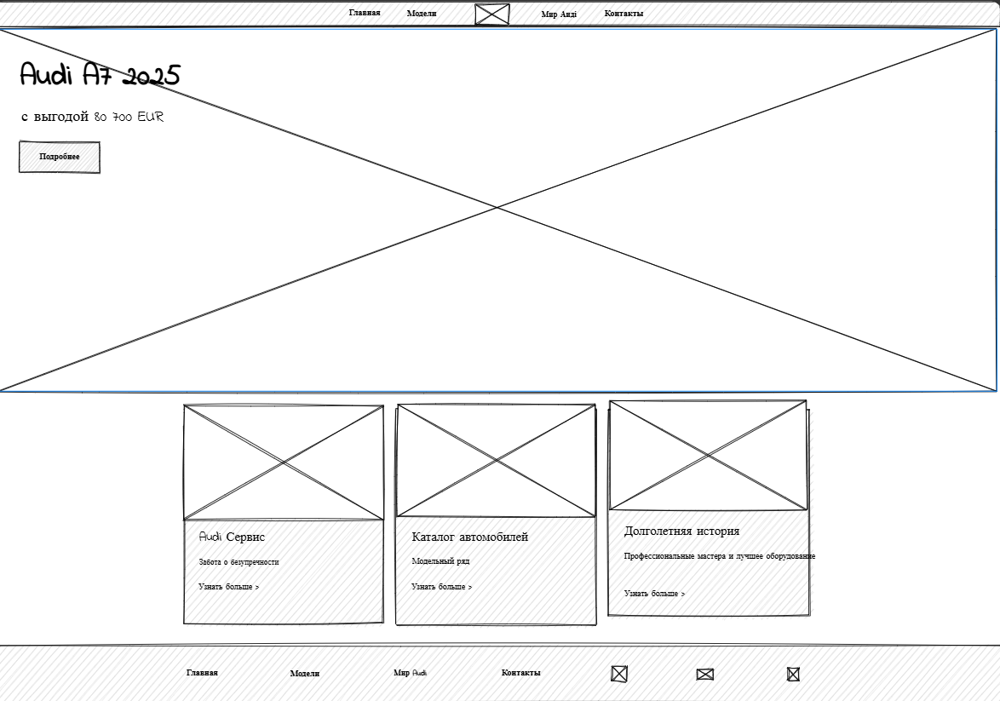 Главная Модели Мир Ауді Контакты
Audi A7 2025
с выгодой 80 700 EUR
Подробнее
Audi Сервис
Забота о безупречности
Узнать больше >
Каталог автомобилей
Модельный ряд
Узнать больше >
Долголетняя история
Профессиональные мастера и лучшее оборудование
Узнать больше >
Главная Модели Мир Audi Контакты